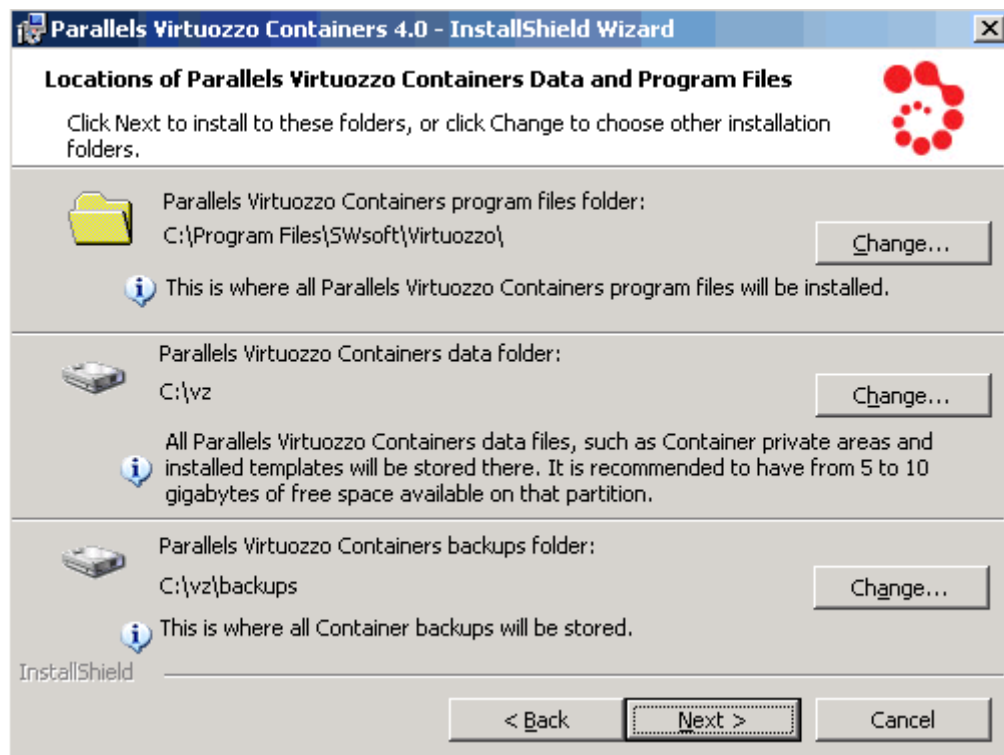 Parallels Virtuozzo Containers 4.0 - InstallShield Wizard
Locations of Parallels Virtuozzo Containers Data and Program Files
Click Next to install to these folders, or click Change to choose other installation
folders.
Parallels Virtuozzo Containers program files folder:
C:\Program Files\SWsoft\Virtuozzo\
Change...
This is where all Parallels Virtuozzo Containers program files will be installed.
Parallels Virtuozzo Containers data folder:
C:\vz
Change...
All Parallels Virtuozzo Containers data files, such as Container private areas and
installed templates will be stored there. It is recommended to have from 5 to 10
gigabytes of free space available on that partition.
Parallels Virtuozzo Containers backups folder:
C:\vz\backups
Change...
This is where all Container backups will be stored.
InstallShield
< Back
Next >
Cancel